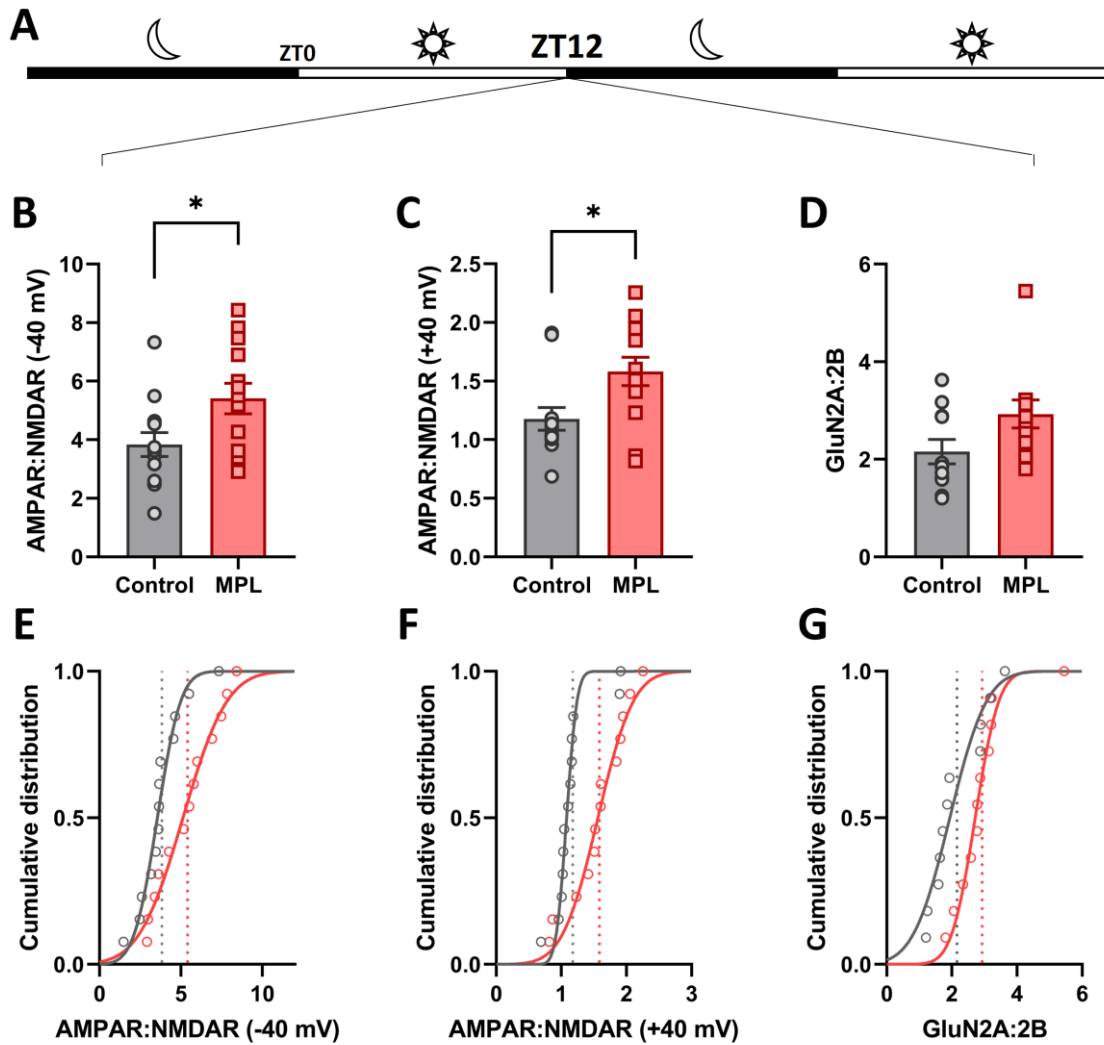 A
ZT0
ZT12
B
C
D
*
*
AMPAR:NMDAR (-40 mV)
10
8
6
4
2
0
Control
MPL
AMPAR:NMDAR (+40 mV)
2.5
2.0
1.5
1.0
0.5
0.0
Control
MPL
GluN2A:2B
6
4
2
0
Control
MPL
E
F
G
Cumulative distribution
1.0
0.5
0.0
0
5
10
AMPAR:NMDAR (-40 mV)
Cumulative distribution
1.0
0.5
0.0
0
1
2
3
AMPAR:NMDAR (+40 mV)
Cumulative distribution
1.0
0.5
0.0
0
2
4
6
GluN2A:2B